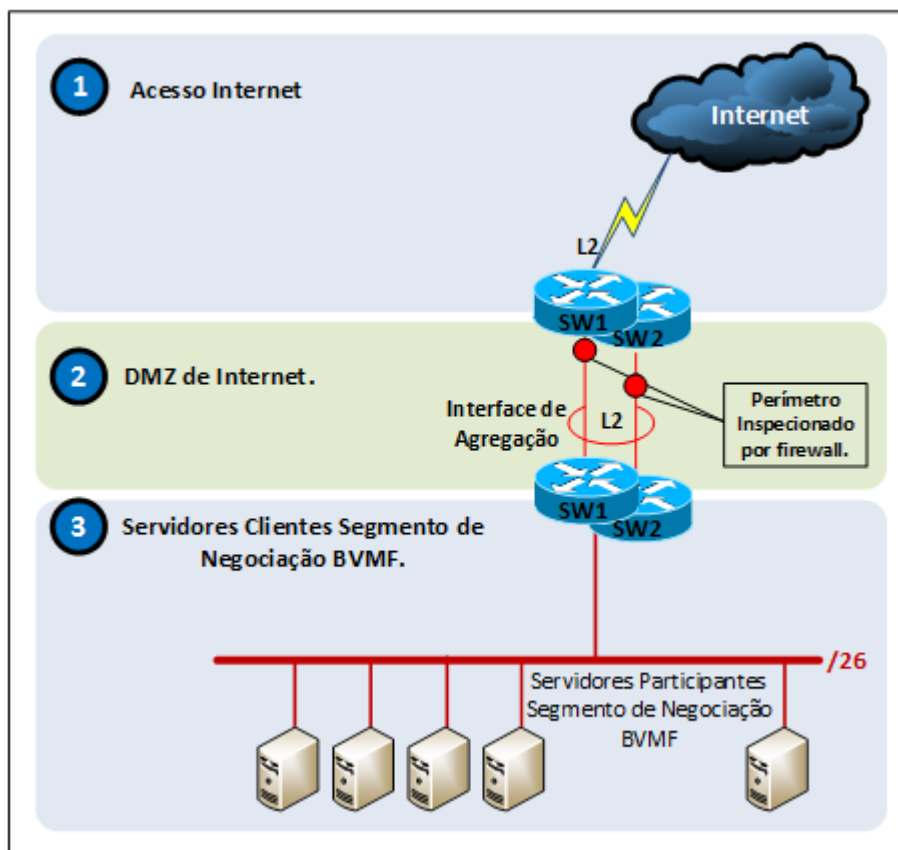 1
Acesso Internet
Internet
L2
SW1
SW2
2
DMZ de Internet.
Interface de
Agregação
L2
Perímetro
Inspecionado
por firewall.
SW1
SW2
3
Servidores Clientes Segmento de
Negociação BVMF.
/26
Servidores Participantes
Segmento de Negociação
BVMF